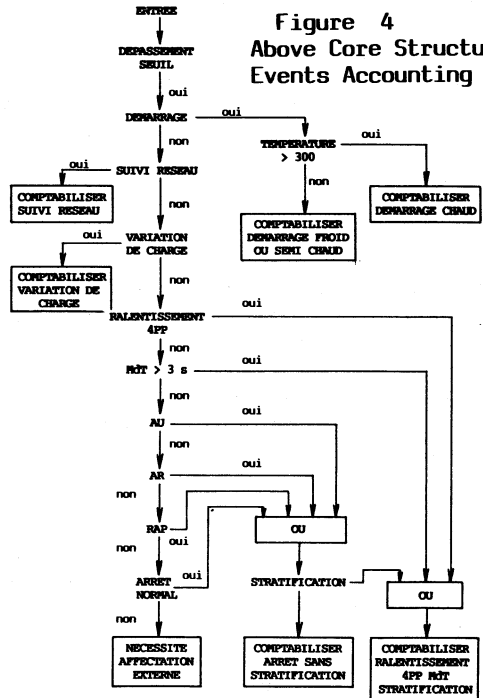 ENTREE
Figure 4
Above Core Structu
Events Accounting
DEPASSEMENT
SEUIL
oui
DEMARRAGE
oui
non
TEMPERATURE
> 300
oui
non
oui
SUIVI RESEAU
COMPTABILISER
SUIVI RESEAU
non
COMPTABILISER
DEMARRAGE CHAUD
COMPTABILISER
DEMARRAGE FROID
OU SEMI CHAUD
oui
VARIATION
DE CHARGE
COMPTABILISER
VARIATION DE
CHARGE
non
RALENTISSEMENT
4PP
oui
non
MdT > 3 s
oui
non
AU
oui
non
AR
oui
non
RAP
oui
OU
non
ARRET
NORMAL
oui
STRATIFICATION
OU
non
NECESSITE
AFFECTATION
EXTERNE
COMPTABILISER
ARRET SANS
STRATIFICATION
COMPTABILISER
RALENTISSEMENT
4PP MdT
STRATIFICATION